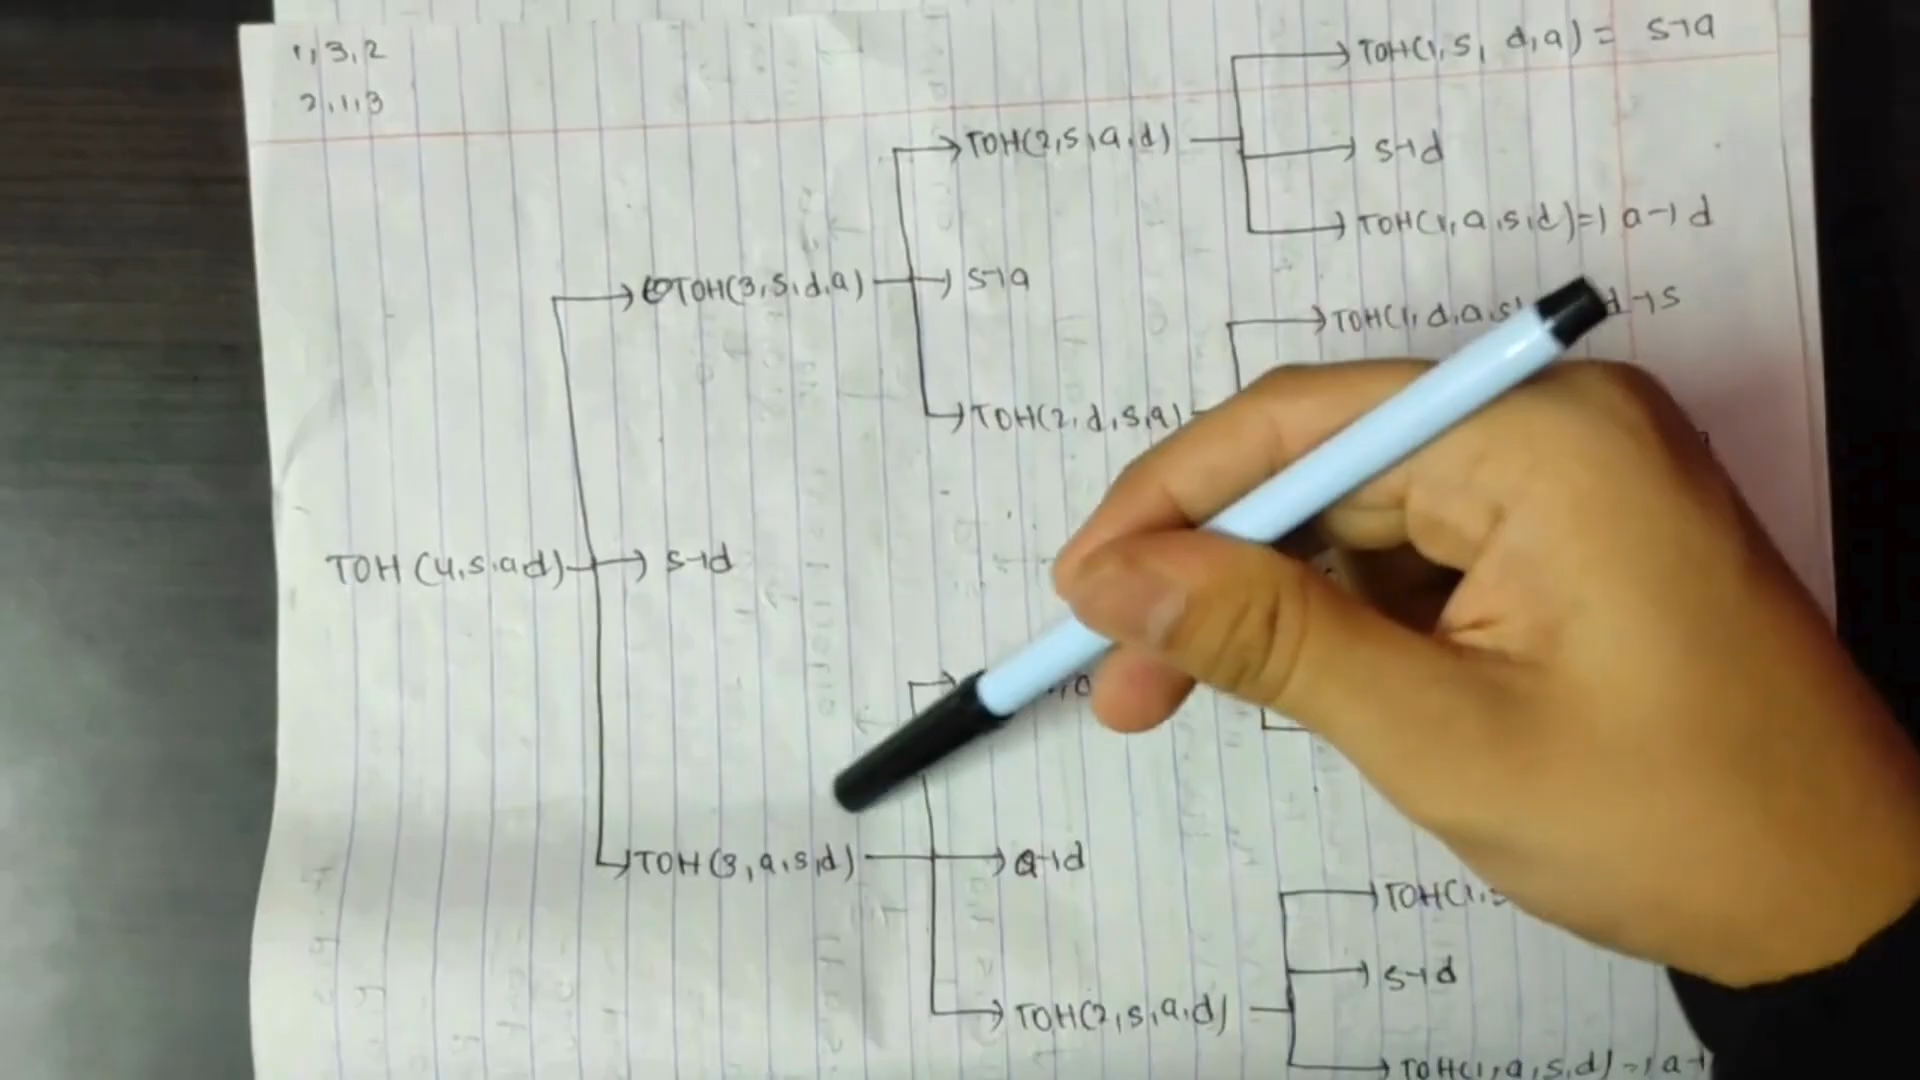 1,3,2
2,1,3
TOH(1,s, d,a) = s→a
TOH(2,s,a,d)
s→d
TOH(1,a,s,d)=) a→d
TOH(3,s,d,a)
s→a
TOH(1,d,a,s) d→s
TOH(2,d,s,a)
TOH(4,s,a,d)
s→d
TOH(3,a,s,d)
a→d
TOH(1,s
s→d
TOH(2,s,a,d)
TOH(1,a,s,d)=) a→